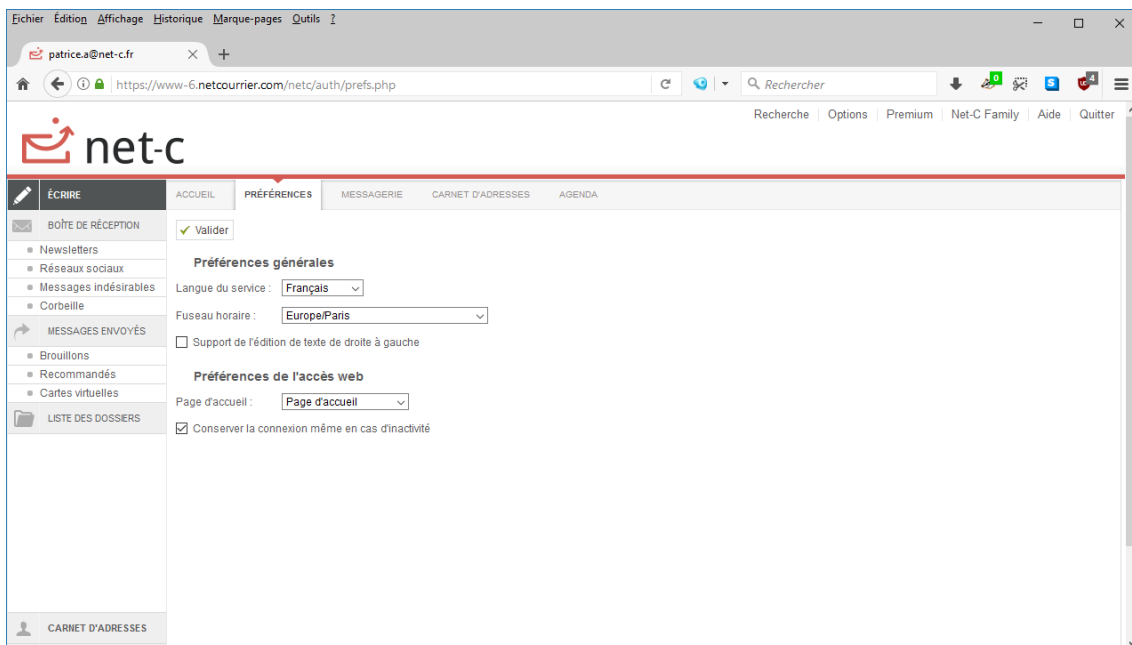 Fichier Édition Affichage Historique Marque-pages Outils ?
patrice.a@net-c.fr
https://www-6.netcourrier.com/netc/auth/prefs.php
Rechercher
0
S
4
Recherche Options Premium Net-C Family Aide Quitter
net-c
ÉCRIRE
ACCUEIL PRÉFÉRENCES MESSAGERIE CARNET D'ADRESSES AGENDA
BOÎTE DE RÉCEPTION
Valider
Newsletters
Préférences générales
Réseaux sociaux
Messages indésirables
Langue du service : Français
Corbeille
Fuseau horaire : Europe/Paris
MESSAGES ENVOYÉS
Support de l'édition de texte de droite à gauche
Brouillons
Recommandés
Préférences de l'accès web
Cartes virtuelles
Page d'accueil : Page d'accueil
LISTE DES DOSSIERS
Conserver la connexion même en cas d'inactivité
CARNET D'ADRESSES